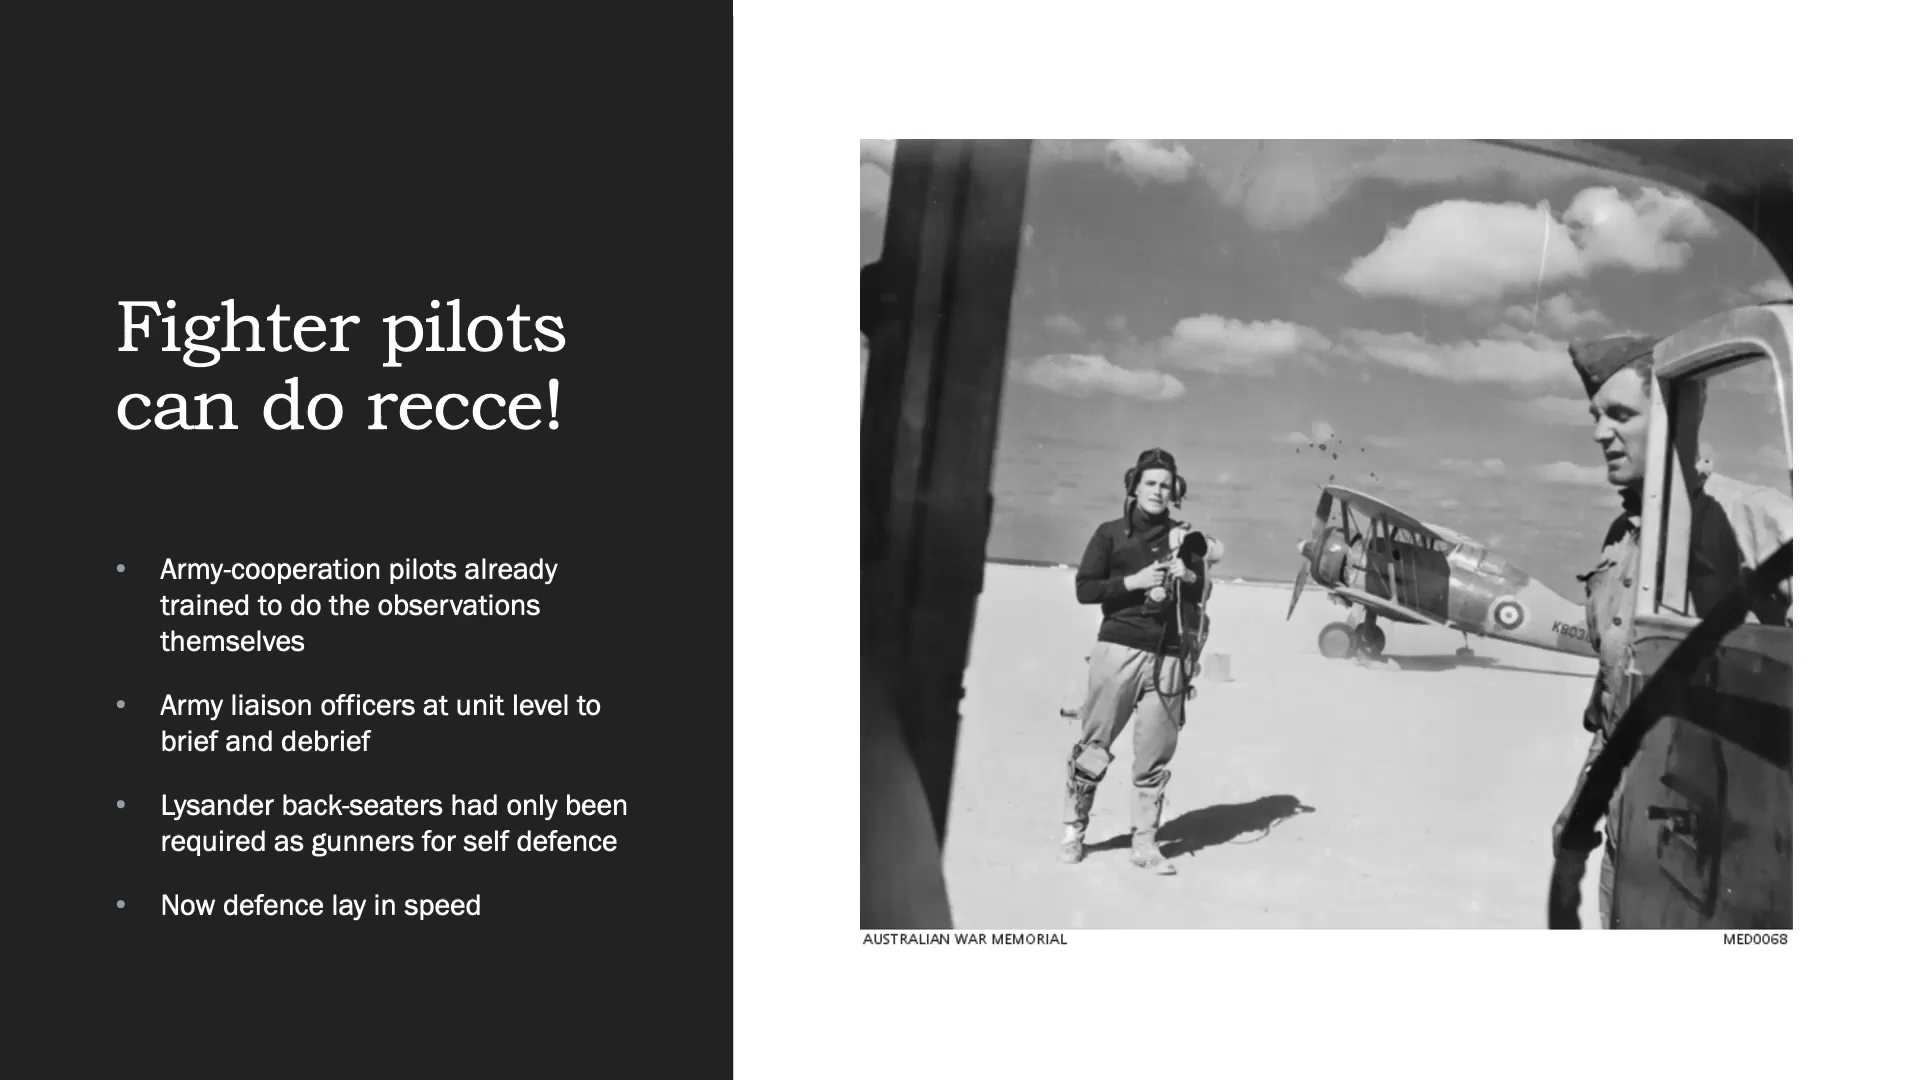 Fighter pilots
can do recce!
• Army-cooperation pilots already
trained to do the observations
themselves
• Army liaison officers at unit level to
brief and debrief
• Lysander back-seaters had only been
required as gunners for self defence
• Now defence lay in speed
AUSTRALIAN WAR MEMORIAL
MED0068